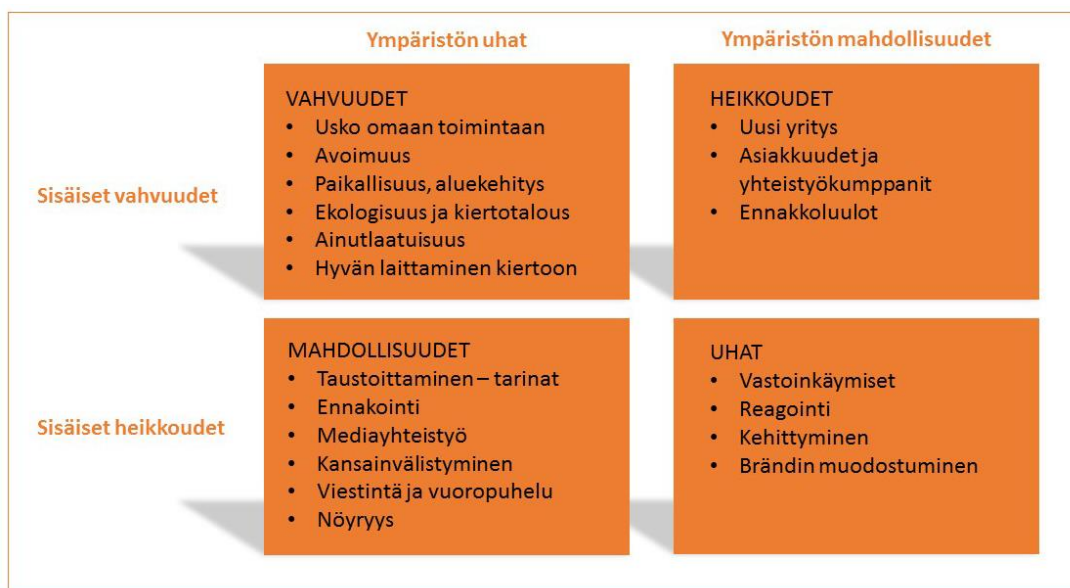 Ympäristön uhat
Ympäristön mahdollisuudet
Sisäiset vahvuudet
VAHVUUDET
• Usko omaan toimintaan
• Avoimuus
• Paikallisuus, aluekehitys
• Ekologisuus ja kiertotalous
• Ainutlaatuisuus
• Hyvän laittaminen kiertoon
HEIKKOUDET
• Uusi yritys
• Asiakkuudet ja
yhteistyökumppanit
• Ennakkoluulot
Sisäiset heikkoudet
MAHDOLLISUUDET
• Taustoittaminen – tarinat
• Ennakointi
• Mediayhteistyö
• Kansainvälistyminen
• Viestintä ja vuoropuhelu
• Nöyryys
UHAT
• Vastoinkäymiset
• Reagointi
• Kehittyminen
• Brändin muodostuminen